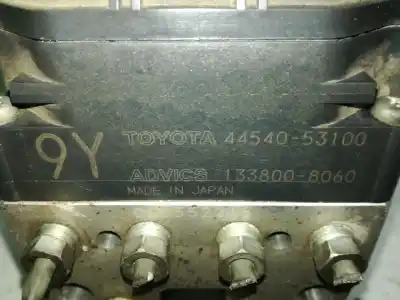 9Y TOYOTA 44540-53100
ADVICS 133800-8060
MADE IN JAPAN